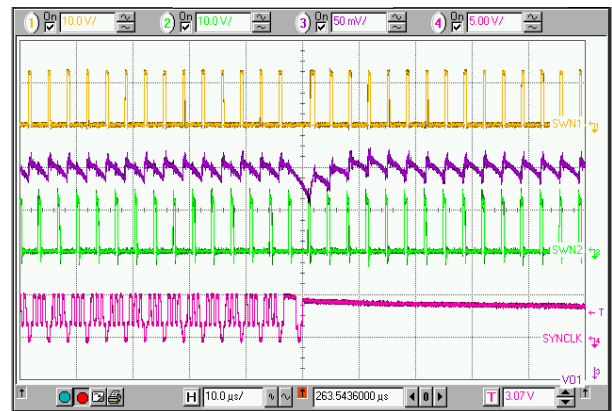 1 On 10.0 V/ 2 On 10.0 V/ 3 On 50 mV/ 4 On 5.00 V/
SWN1
SWN2
T
SYNCLK
VO1
H 10.0 µs/ 263.5436000 µs 0 T 3.07 V